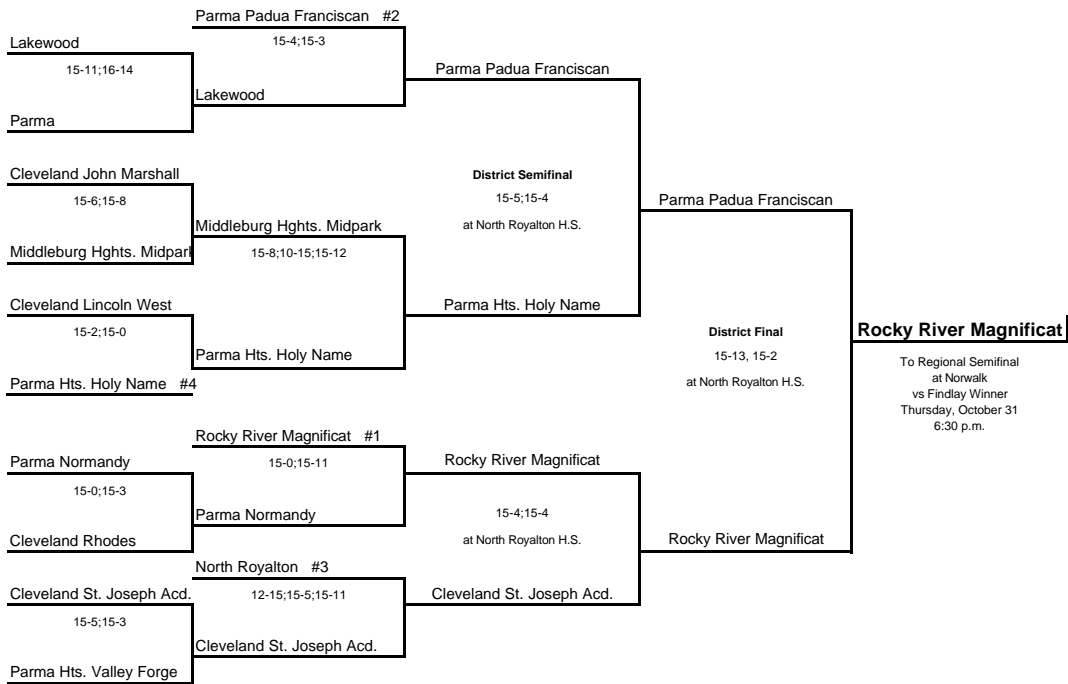 Parma Padua Franciscan #2
Lakewood
15-4;15-3
15-11;16-14
Parma Padua Franciscan
Lakewood
Parma
Cleveland John Marshall
District Semifinal
15-6;15-8
15-5;15-4
Parma Padua Franciscan
Middleburg Hghts. Midpark
at North Royalton H.S.
Middleburg Hghts. Midpark
15-8;10-15;15-12
Cleveland Lincoln West
Parma Hts. Holy Name
15-2;15-0
District Final
Rocky River Magnificat
Parma Hts. Holy Name
15-13, 15-2
To Regional Semifinal
at North Royalton H.S.
at Norwalk
Parma Hts. Holy Name #4
vs Findlay Winner
Thursday, October 31
6:30 p.m.
Rocky River Magnificat #1
Parma Normandy
15-0;15-11
Rocky River Magnificat
15-0;15-3
Parma Normandy
15-4;15-4
Cleveland Rhodes
at North Royalton H.S.
Rocky River Magnificat
North Royalton #3
Cleveland St. Joseph Acd.
12-15;15-5;15-11
Cleveland St. Joseph Acd.
15-5;15-3
Cleveland St. Joseph Acd.
Parma Hts. Valley Forge